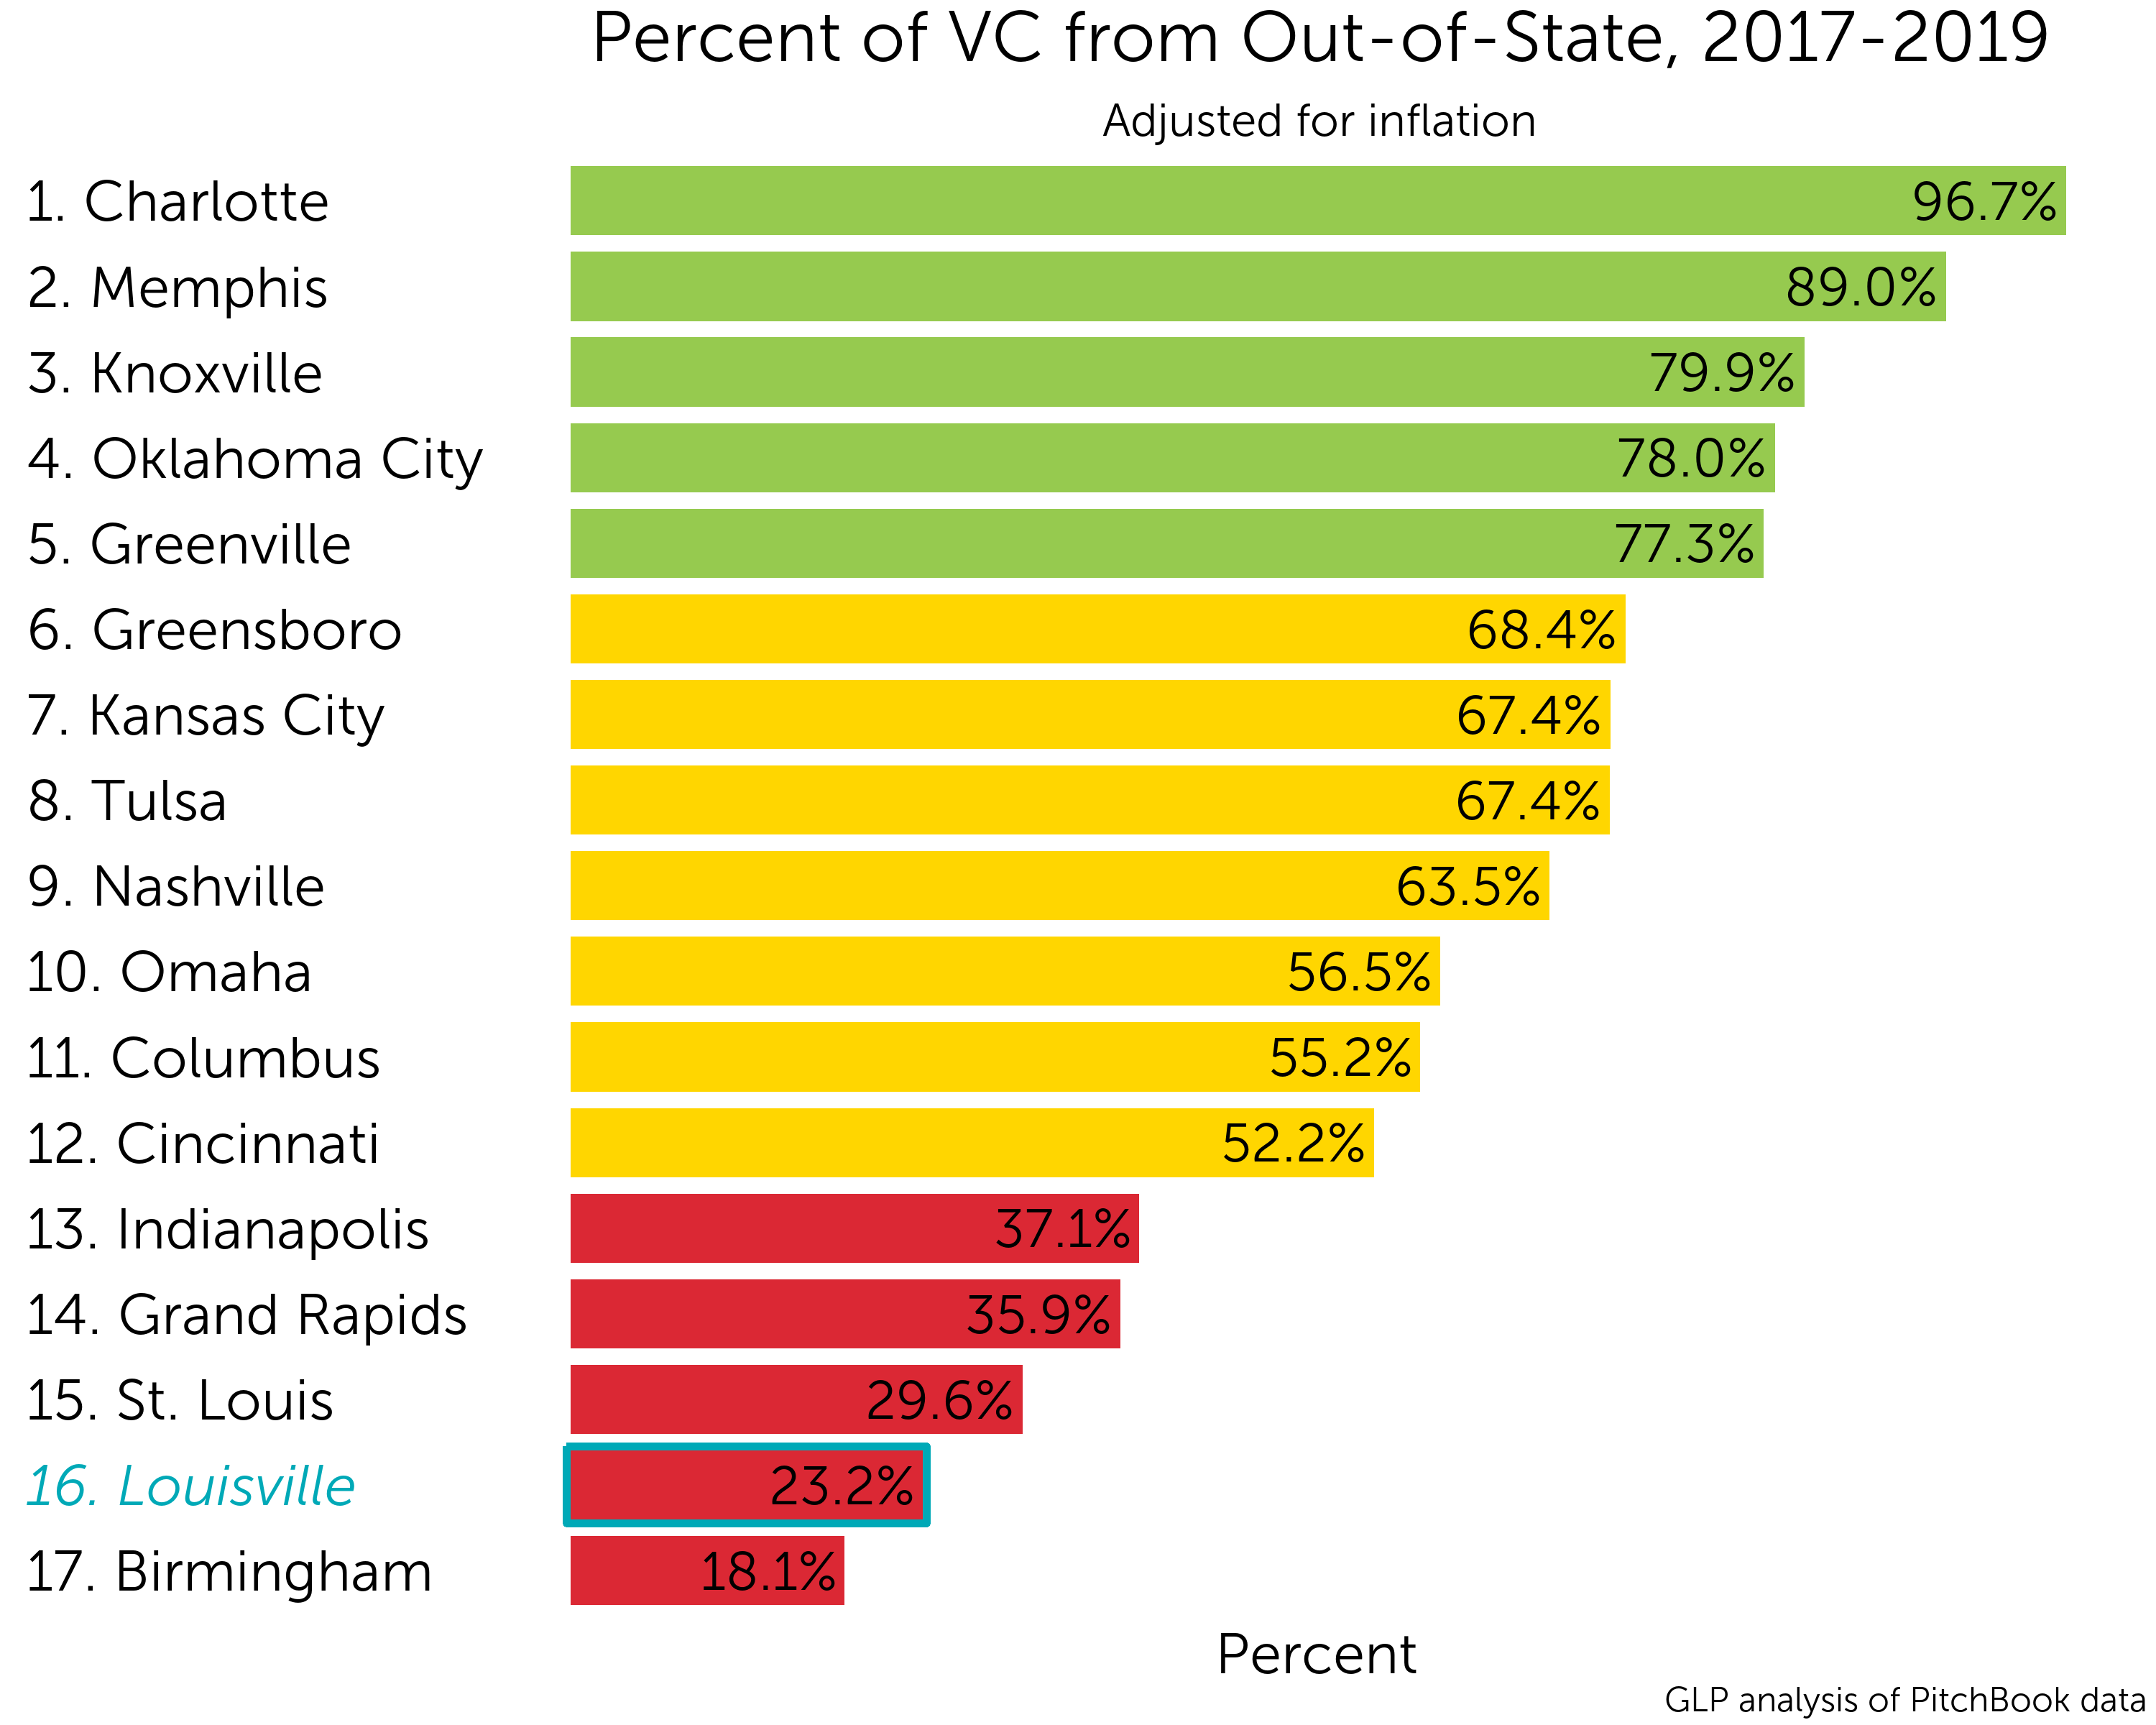 Percent of VC from Out-of-State, 2017-2019
Adjusted for inflation
1. Charlotte 96.7%
2. Memphis 89.0%
3. Knoxville 79.9%
4. Oklahoma City 78.0%
5. Greenville 77.3%
6. Greensboro 68.4%
7. Kansas City 67.4%
8. Tulsa 67.4%
9. Nashville 63.5%
10. Omaha 56.5%
11. Columbus 55.2%
12. Cincinnati 52.2%
13. Indianapolis 37.1%
14. Grand Rapids 35.9%
15. St. Louis 29.6%
16. Louisville 23.2%
17. Birmingham 18.1%
Percent
GLP analysis of PitchBook data